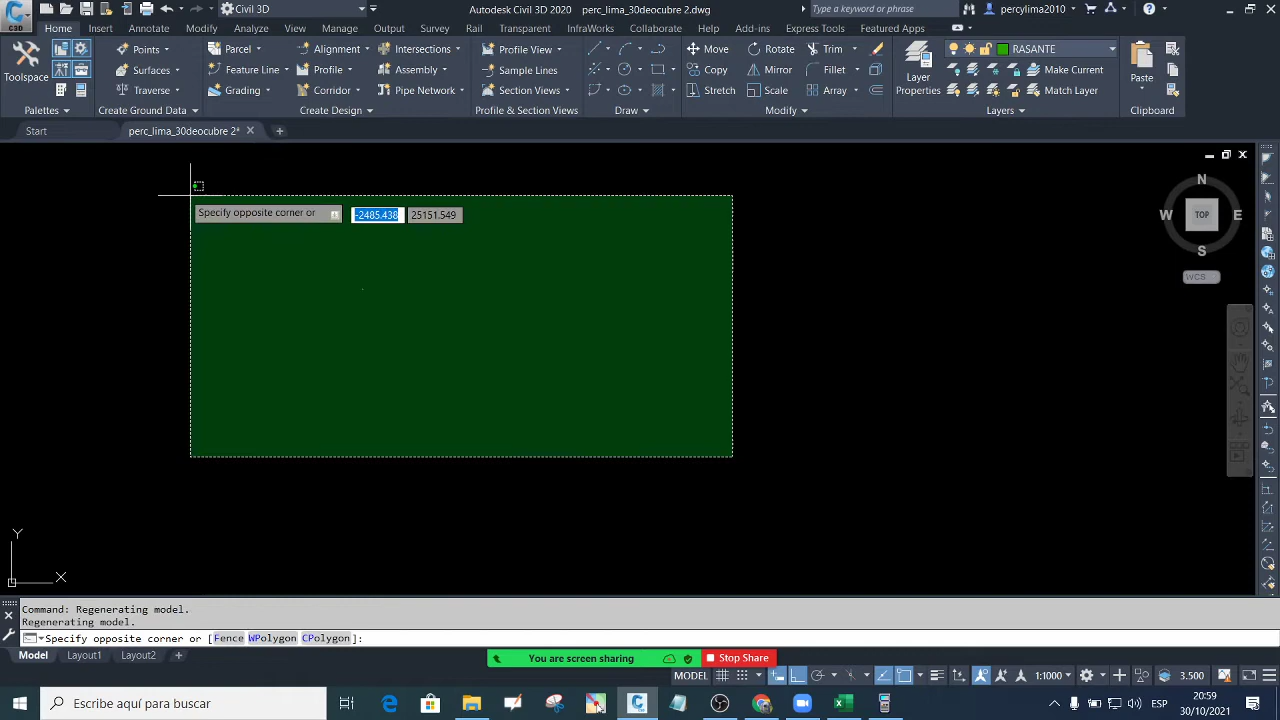 Civil 3D
Autodesk Civil 3D 2020 perc_lima_30deocubre 2.dwg
Type a keyword or phrase
percylima2010
C3D
Home Insert Annotate Modify Analyze View Manage Output Survey Rail Transparent InfraWorks Collaborate Help Add-ins Express Tools Featured Apps
Toolspace
Palettes
Points
Surfaces
Traverse
Create Ground Data
Parcel
Feature Line
Grading
Alignment
Profile
Corridor
Intersections
Assembly
Pipe Network
Create Design
Profile View
Sample Lines
Section Views
Profile & Section Views
Draw
Move
Copy
Stretch
Rotate
Mirror
Scale
Trim
Fillet
Array
Modify
Layer
Properties
RASANTE
Make Current
Match Layer
Layers
Paste
Clipboard
Start
perc_lima_30deocubre 2*
Specify opposite corner or
-2485.438
25151.549
N
W
TOP
E
S
WCS
Y
X
Command: Regenerating model.
Regenerating model.
Specify opposite corner or [Fence WPolygon CPolygon]:
Model Layout1 Layout2 +
You are screen sharing
Stop Share
MODEL
1:1000
3.500
Escribe aquí para buscar
ESP
20:59
30/10/2021